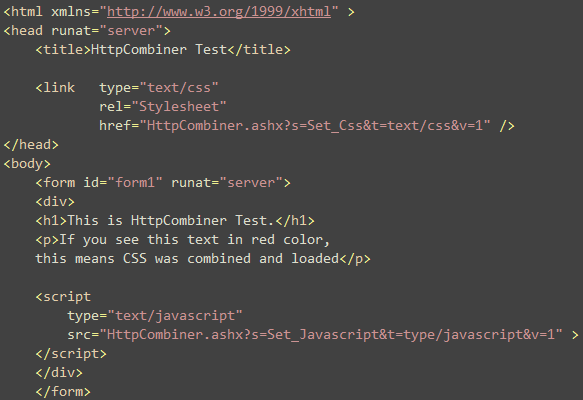 <html xmlns="http://www.w3.org/1999/xhtml" >
<head runat="server">
    <title>HttpCombiner Test</title>

    <link   type="text/css"
            rel="Stylesheet"
            href="HttpCombiner.ashx?s=Set_Css&t=text/css&v=1" />
</head>
<body>
    <form id="form1" runat="server">
    <div>
    <h1>This is HttpCombiner Test.</h1>
    <p>If you see this text in red color,
    this means CSS was combined and loaded</p>

    <script
        type="text/javascript"
        src="HttpCombiner.ashx?s=Set_Javascript&t=type/javascript&v=1" >
    </script>
    </div>
    </form>